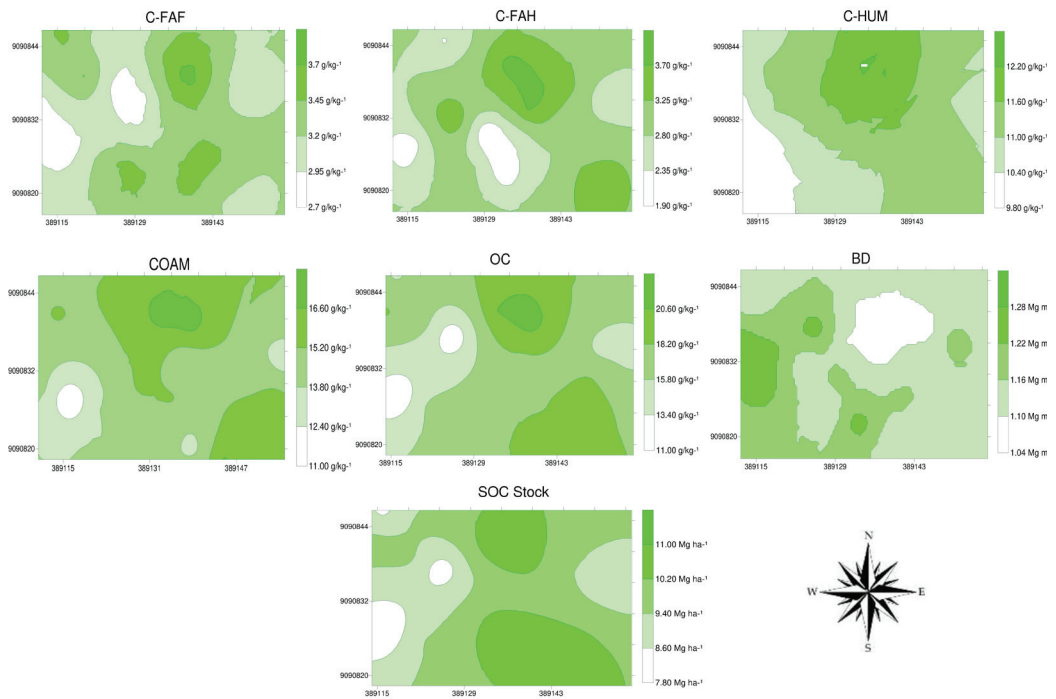 C-FAF
9090844
9090832
9090820
389115
389129
389143
3.7 g/kg⁻¹
3.45 g/kg⁻¹
3.2 g/kg⁻¹
2.95 g/kg⁻¹
2.7 g/kg⁻¹
C-FAH
9090844
9090832
9090820
389115
389129
389143
3.70 g/kg⁻¹
3.25 g/kg⁻¹
2.80 g/kg⁻¹
2.35 g/kg⁻¹
1.90 g/kg⁻¹
C-HUM
9090844
9090832
9090820
389115
389129
389143
12.20 g/kg⁻¹
11.60 g/kg⁻¹
11.00 g/kg⁻¹
10.40 g/kg⁻¹
9.80 g/kg⁻¹
COAM
9090844
9090832
9090820
389115
389131
389147
16.60 g/kg⁻¹
15.20 g/kg⁻¹
13.80 g/kg⁻¹
12.40 g/kg⁻¹
11.00 g/kg⁻¹
OC
9090844
9090832
9090820
389115
389129
389143
20.60 g/kg⁻¹
18.20 g/kg⁻¹
15.80 g/kg⁻¹
13.40 g/kg⁻¹
11.00 g/kg⁻¹
BD
9090844
9090832
9090820
389115
389129
389143
1.28 Mg m
1.22 Mg m
1.16 Mg m
1.10 Mg m
1.04 Mg m
SOC Stock
9090844
9090832
9090820
389115
389129
389143
11.00 Mg ha⁻¹
10.20 Mg ha⁻¹
9.40 Mg ha⁻¹
8.60 Mg ha⁻¹
7.80 Mg ha⁻¹
N
W
E
S